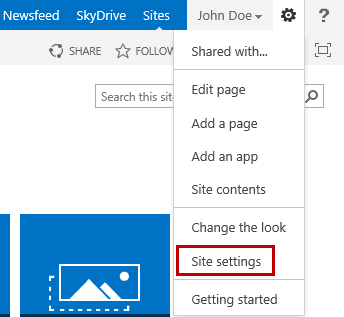 Newsfeed SkyDrive Sites John Doe ?
SHARE FOLLOW
Shared with...
Edit page
Search this site
Add a page
Add an app
Site contents
Change the look
Site settings
Getting started